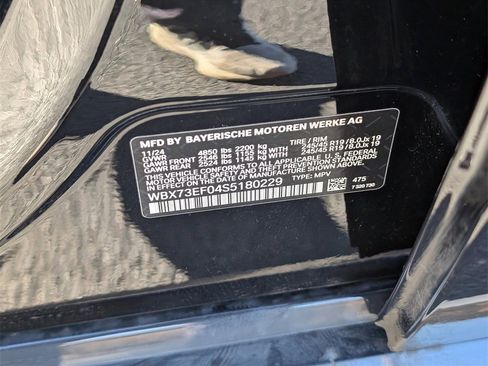 MFD BY BAYERISCHE MOTOREN WERKE AG
11/24 TIRE / RIM
GVWR 4850 lbs 2200 kg
GAWR FRONT 2546 lbs 1155 kg WITH 245/45 R19 /8.0Jx 19
GAWR REAR 2524 lbs 1145 kg WITH 245/45 R19 /8.0Jx 19
THIS VEHICLE CONFORMS TO ALL APPLICABLE U.S. FEDERAL
MOTOR VEHICLE SAFETY AND THEFT PREVENTION STANDARDS
IN EFFECT ON THE DATE OF MANUFACTURE SHOWN ABOVE.
WBX73EF04S5180229 TYPE: MPV
475
7 320 730